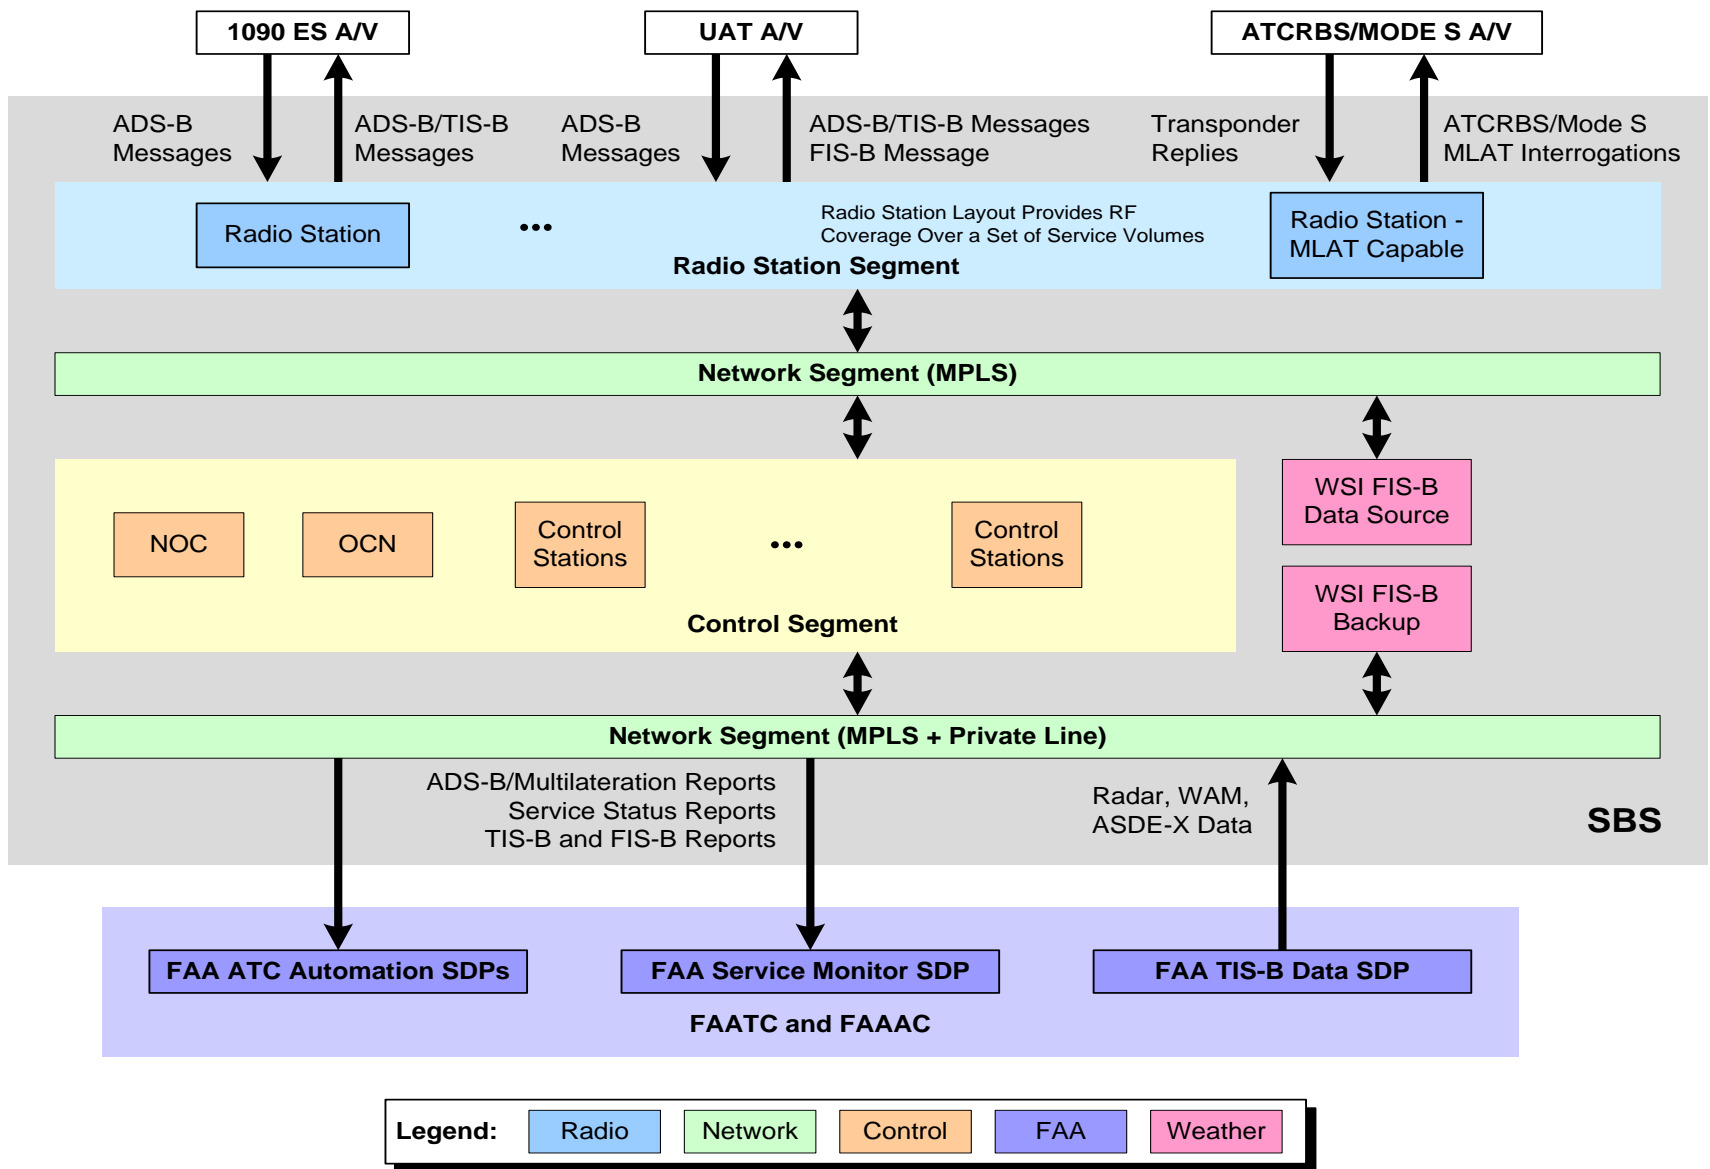 1090 ES A/V
UAT A/V
ATCRBS/MODE S A/V
ADS-B
Messages
ADS-B/TIS-B
Messages
ADS-B
Messages
ADS-B/TIS-B Messages
FIS-B Message
Transponder
Replies
ATCRBS/Mode S
MLAT Interrogations
Radio Station
...
Radio Station Layout Provides RF
Coverage Over a Set of Service Volumes
Radio Station -
MLAT Capable
Radio Station Segment
Network Segment (MPLS)
NOC
OCN
Control
Stations
...
Control
Stations
Control Segment
WSI FIS-B
Data Source
WSI FIS-B
Backup
Network Segment (MPLS + Private Line)
ADS-B/Multilateration Reports
Service Status Reports
TIS-B and FIS-B Reports
Radar, WAM,
ASDE-X Data
SBS
FAA ATC Automation SDPs
FAA Service Monitor SDP
FAA TIS-B Data SDP
FAATC and FAAAC
Legend:
Radio
Network
Control
FAA
Weather